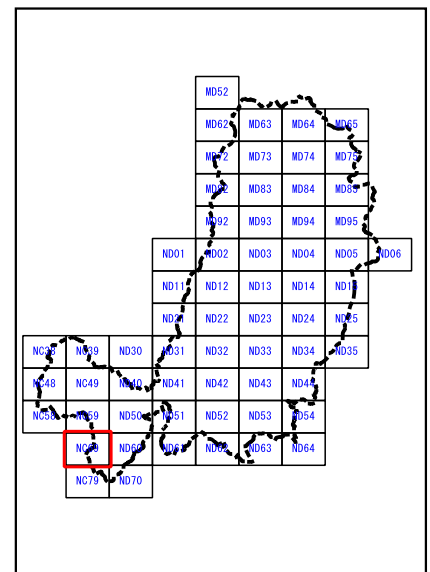 MD52
MD62 MD63 MD64 MD65
MD72 MD73 MD74 MD75
MD82 MD83 MD84 MD85
MD92 MD93 MD94 MD95
ND01 ND02 ND03 ND04 ND05 ND06
ND11 ND12 ND13 ND14 ND15
ND21 ND22 ND23 ND24 ND25
NC38 NC39 ND30 ND31 ND32 ND33 ND34 ND35
NC48 NC49 ND40 ND41 ND42 ND43 ND44
NC58 NC59 ND50 ND51 ND52 ND53 ND54
NC69 ND60 ND61 ND62 ND63 ND64
NC79 ND70